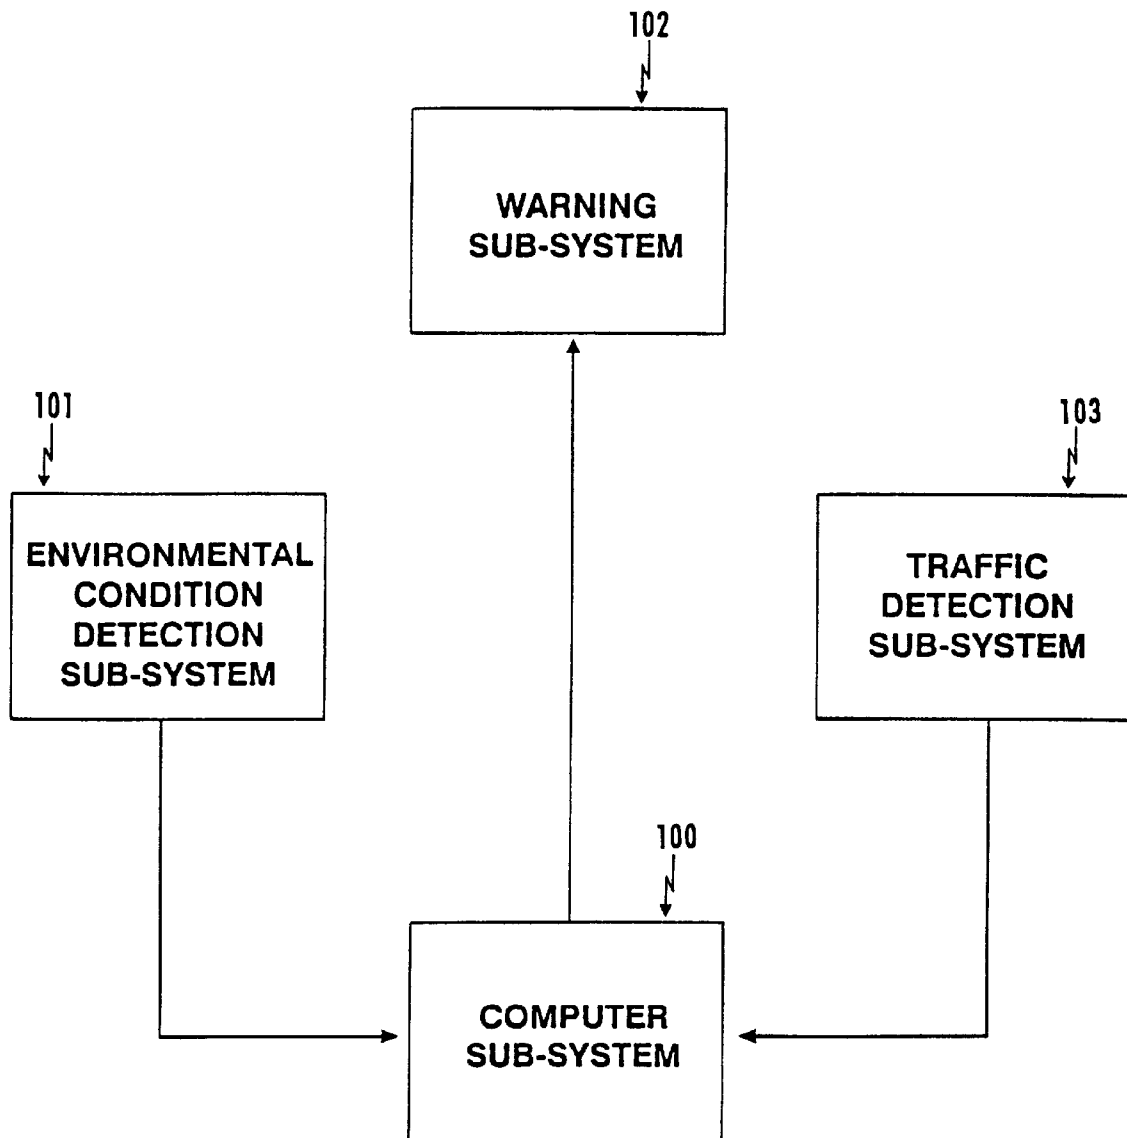 102
WARNING
SUB-SYSTEM
101
ENVIRONMENTAL
CONDITION
DETECTION
SUB-SYSTEM
103
TRAFFIC
DETECTION
SUB-SYSTEM
100
COMPUTER
SUB-SYSTEM